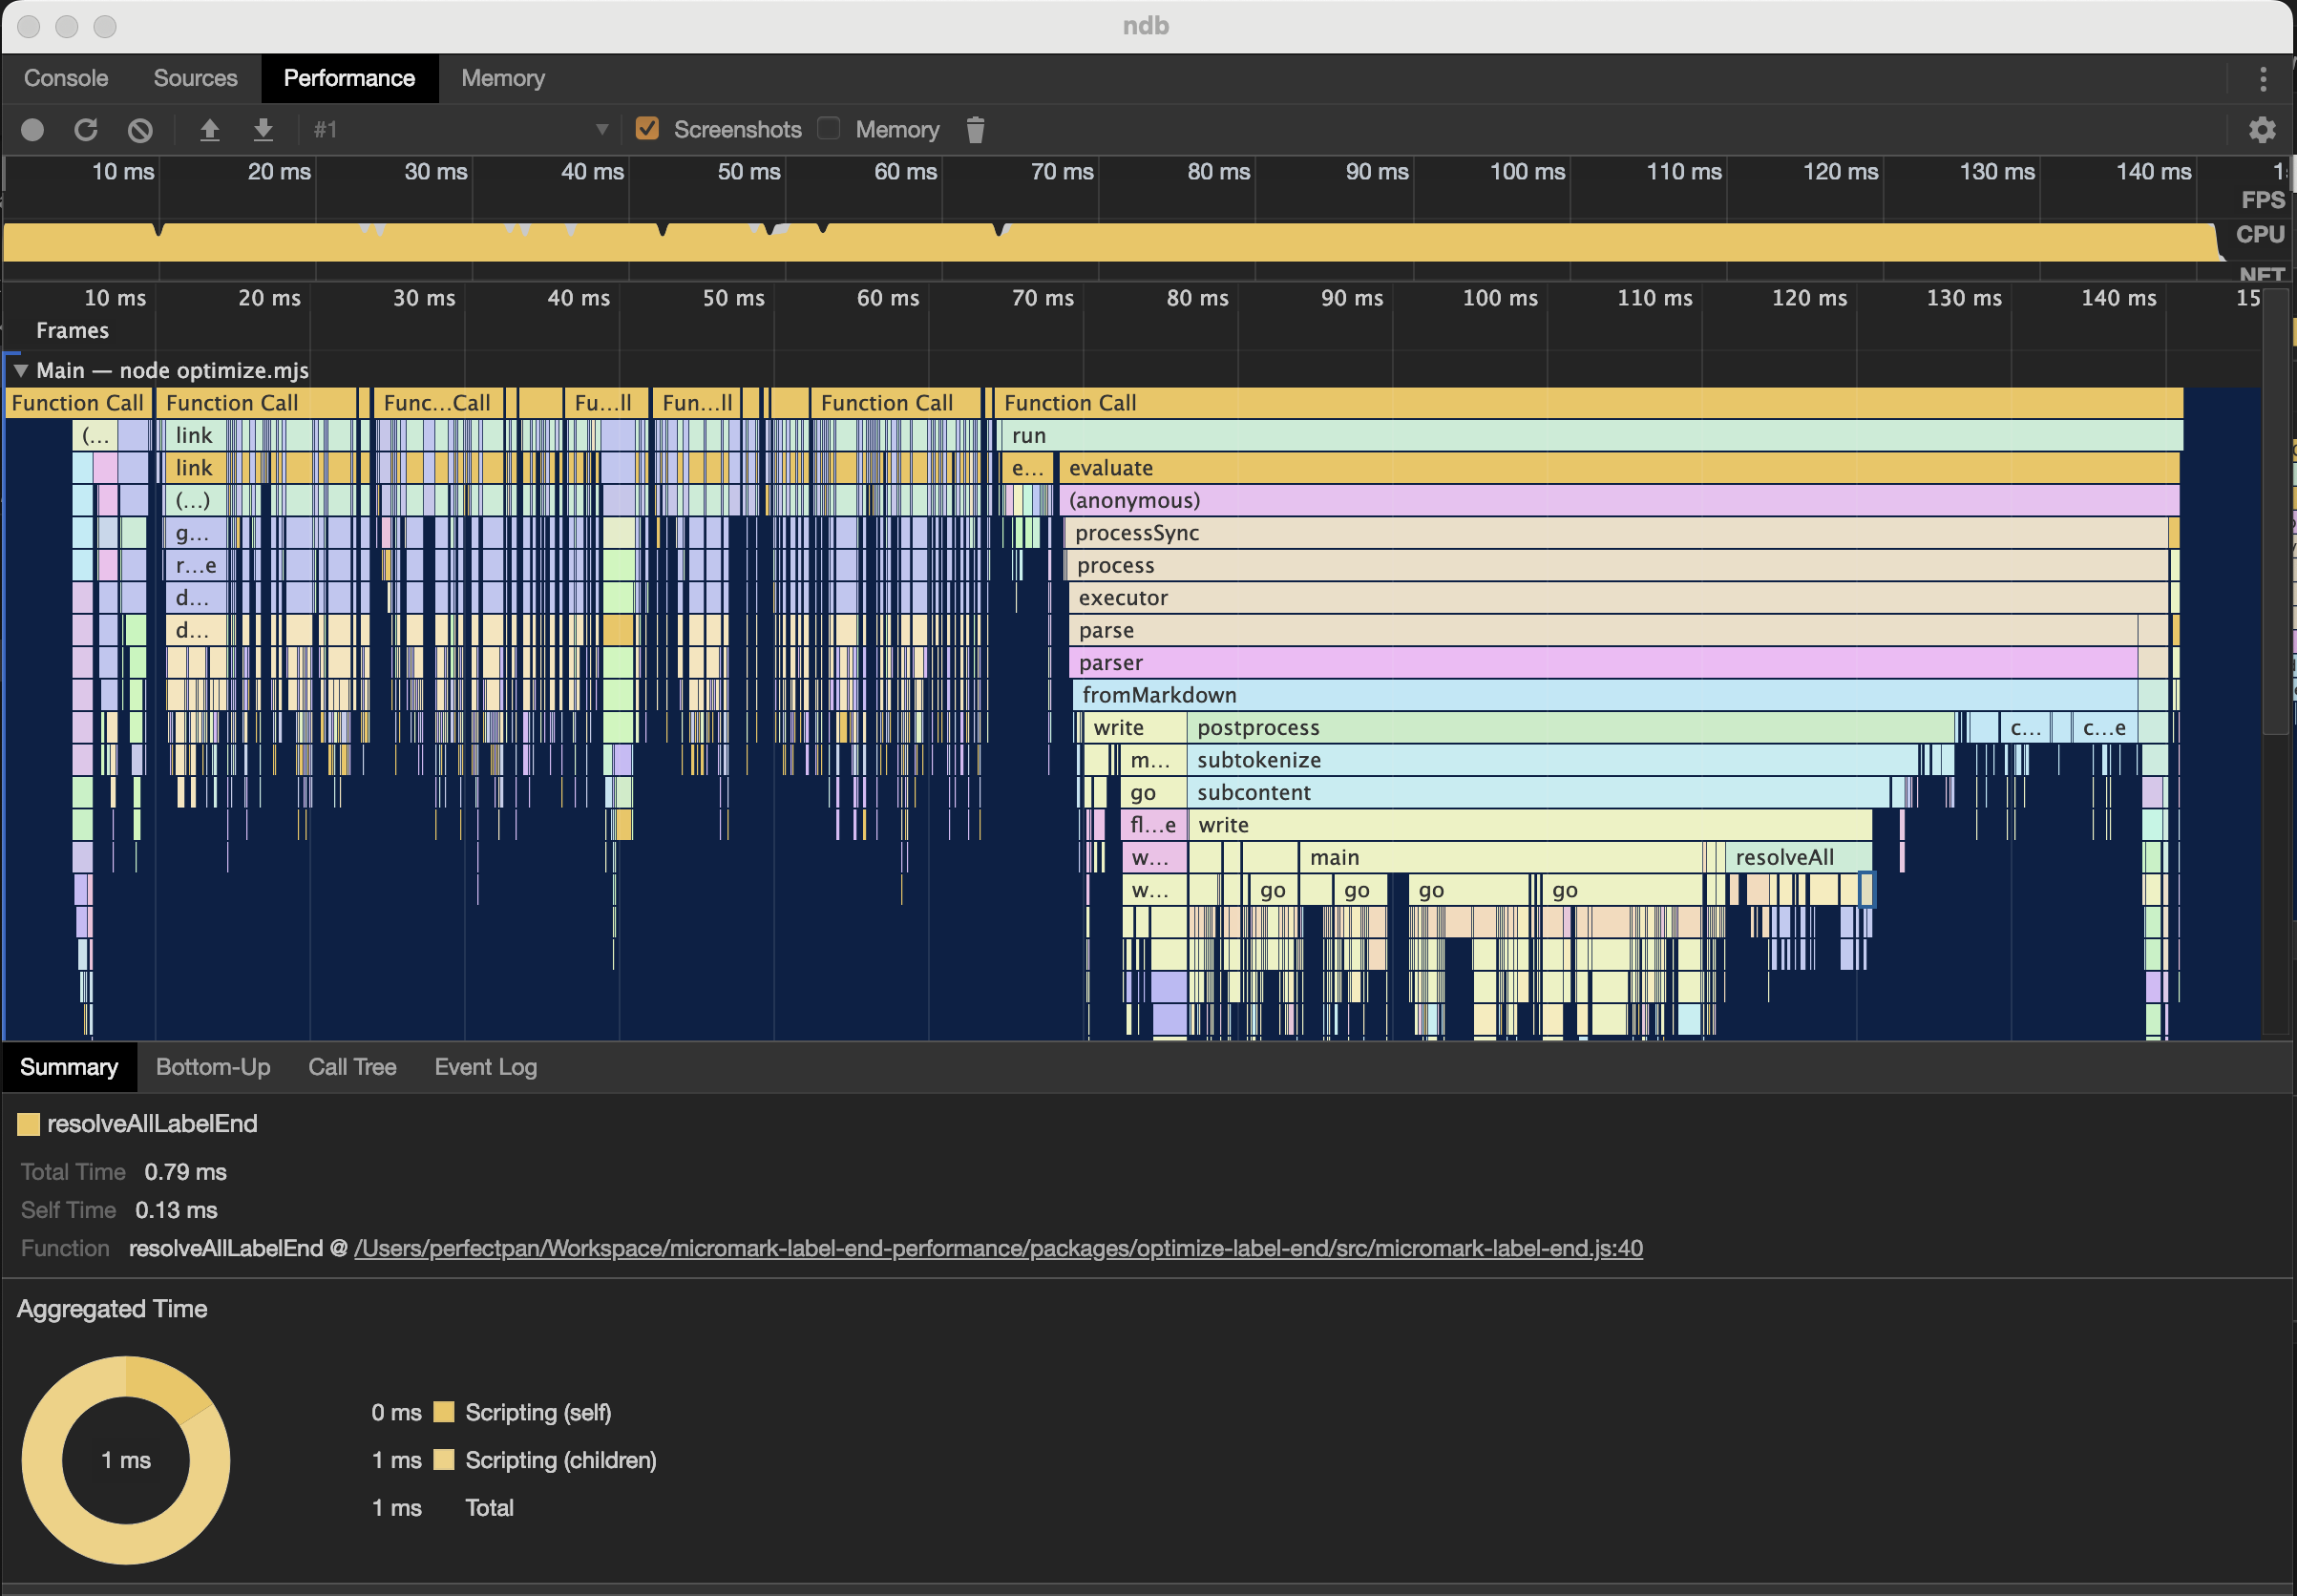 ndb
Console Sources Performance Memory
#1 Screenshots Memory
10 ms 20 ms 30 ms 40 ms 50 ms 60 ms 70 ms 80 ms 90 ms 100 ms 110 ms 120 ms 130 ms 140 ms
FPS
CPU
NET
10 ms 20 ms 30 ms 40 ms 50 ms 60 ms 70 ms 80 ms 90 ms 100 ms 110 ms 120 ms 130 ms 140 ms 15
Frames
Main — node optimize.mjs
Function Call Function Call Func...Call Fu...ll Fun...ll Function Call Function Call
(... link run
link e... evaluate
(...) (anonymous)
g... processSync
r...e process
d... executor
d... parse
parser
fromMarkdown
write postprocess c... c...e
m... subtokenize
go subcontent
fl...e write
w... main resolveAll
w... go go go go
Summary Bottom-Up Call Tree Event Log
resolveAllLabelEnd
Total Time 0.79 ms
Self Time 0.13 ms
Function resolveAllLabelEnd @ /Users/perfectpan/Workspace/micromark-label-end-performance/packages/optimize-label-end/src/micromark-label-end.js:40
Aggregated Time
0 ms Scripting (self)
1 ms 1 ms Scripting (children)
1 ms Total